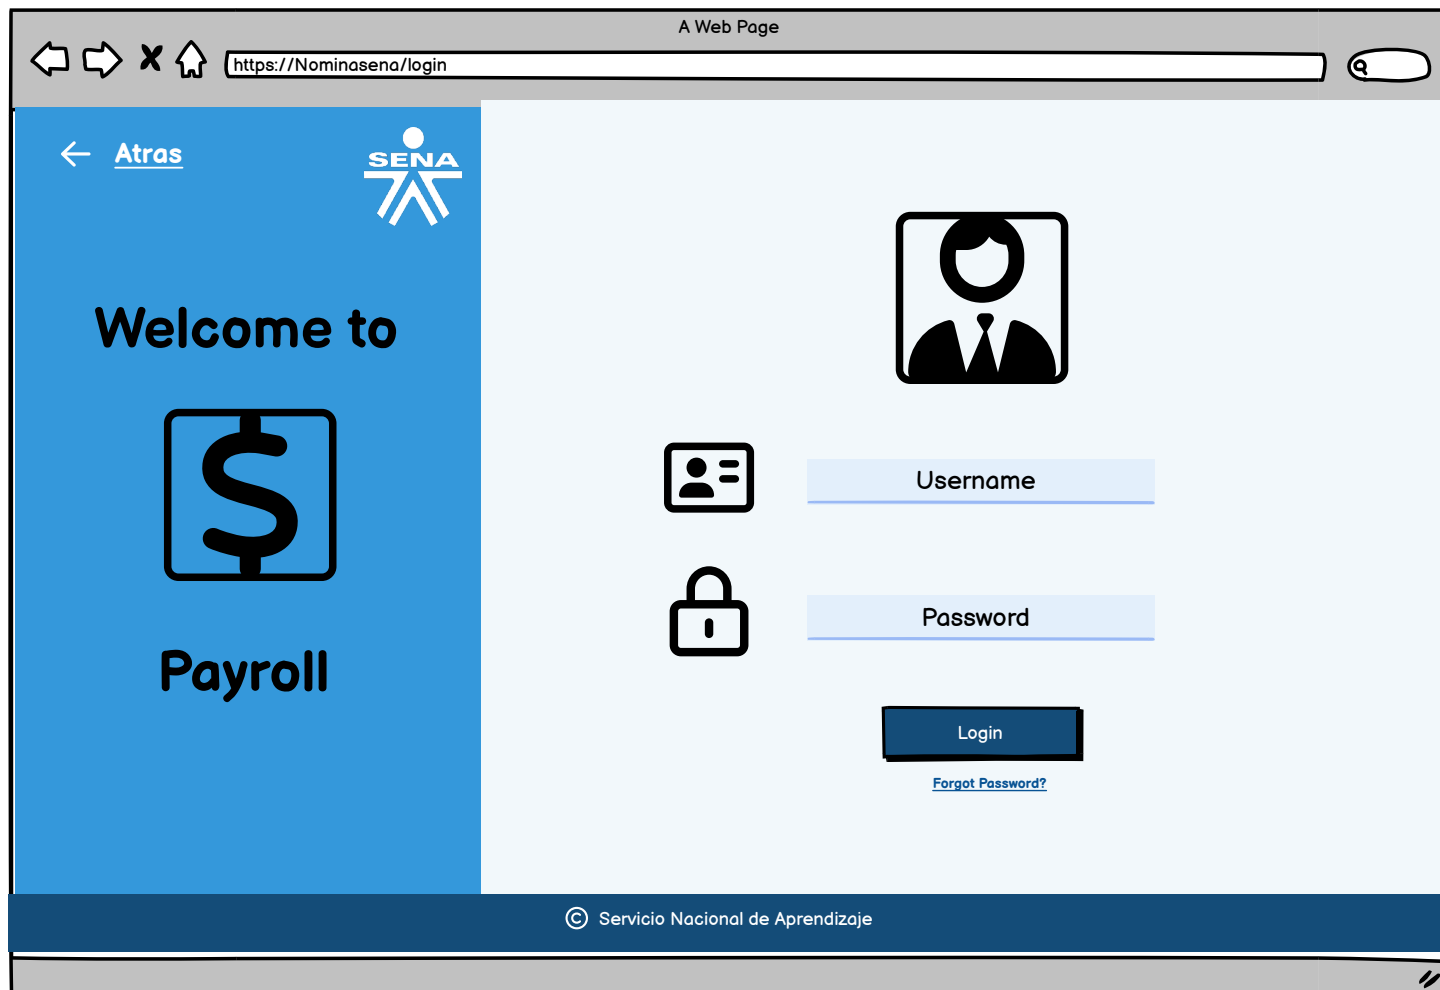 A Web Page
https://Nominasena/login
Atras
SENA
Welcome to
$
Payroll
Username
Password
Login
Forgot Password?
© Servicio Nacional de Aprendizaje